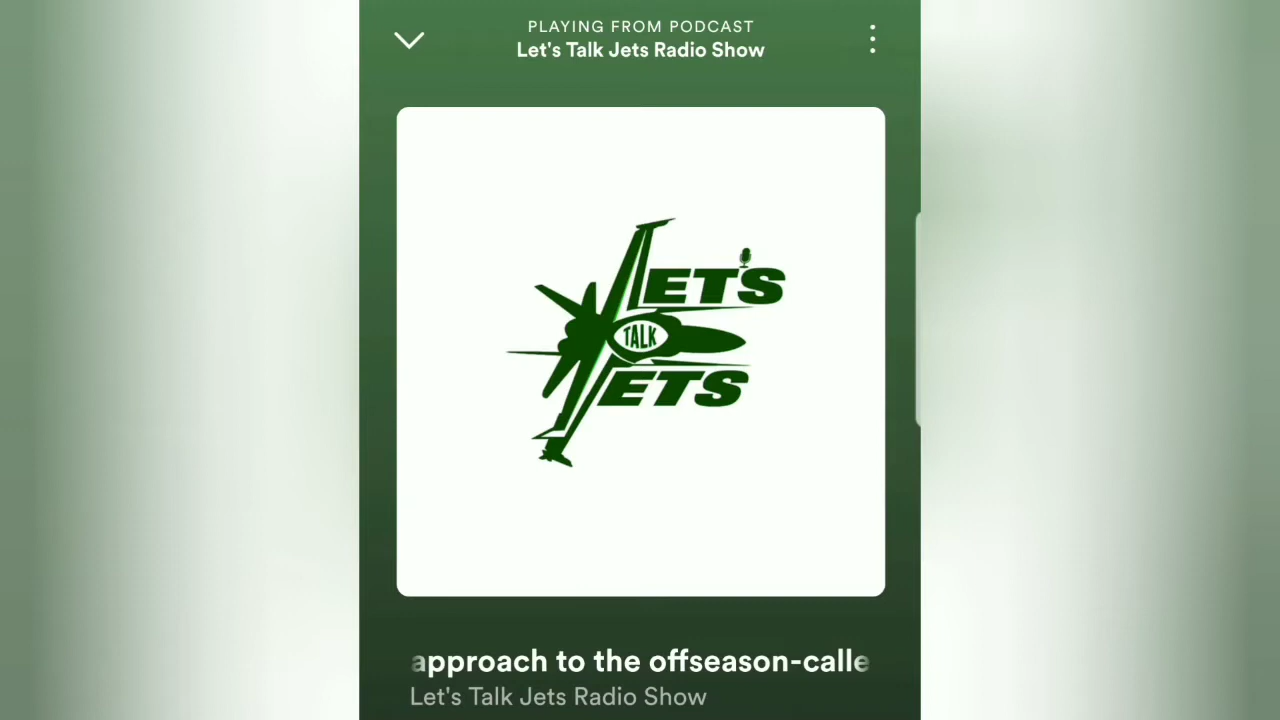 PLAYING FROM PODCAST
Let's Talk Jets Radio Show
LET'S
TALK
JETS
approach to the offseason-calle
Let's Talk Jets Radio Show